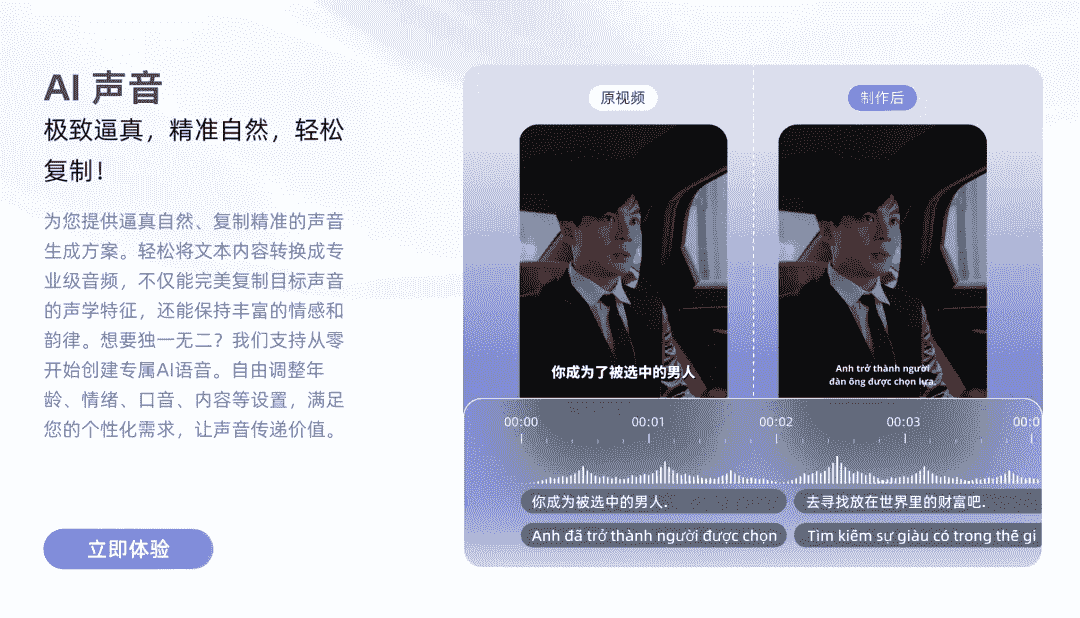 AI 声音
极致逼真，精准自然，轻松
复制！
为您提供逼真自然、复制精准的声音
生成方案。轻松将文本内容转换成专
业级音频，不仅能完美复制目标声音
的声学特征，还能保持丰富的情感和
韵律。想要独一无二？我们支持从零
开始创建专属AI语音。自由调整年
龄、情绪、口音、内容等设置，满足
您的个性化需求，让声音传递价值。
立即体验
原视频
制作后
你成为了被选中的男人
Anh trở thành người
đàn ông được chọn lựa.
00:00 00:01 00:02 00:03 00:0
你成为被选中的男人.
去寻找放在世界里的财富吧.
Anh đã trở thành người được chọn
Tìm kiếm sự giàu có trong thế gi